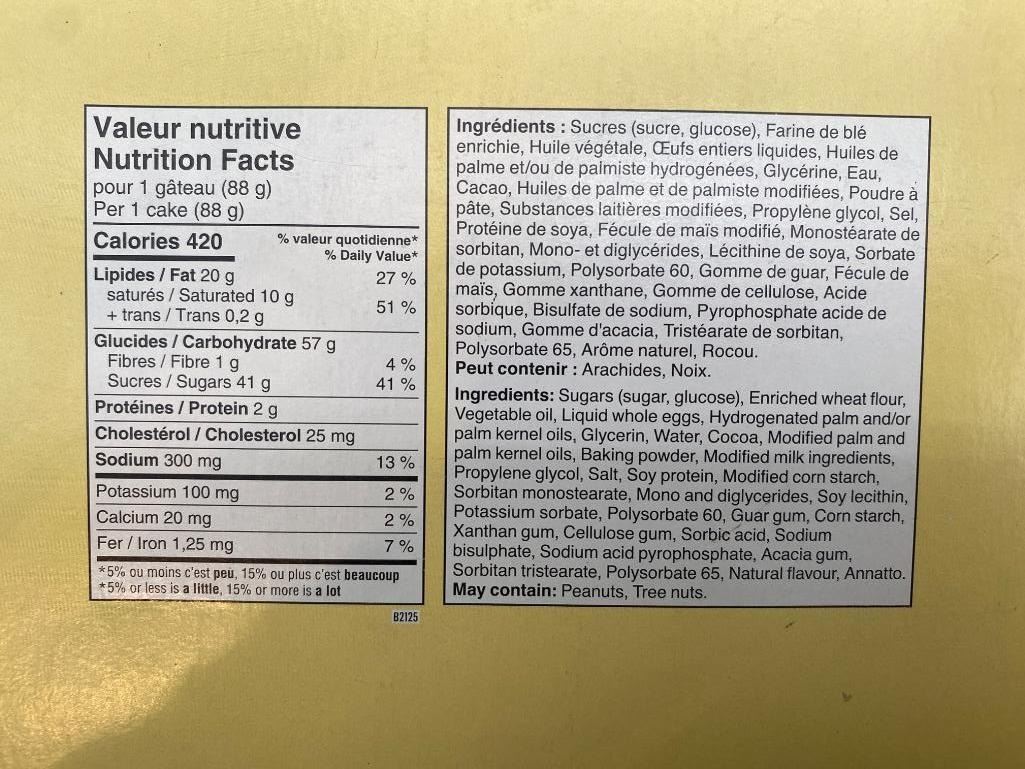 Valeur nutritive
Nutrition Facts
pour 1 gâteau (88 g)
Per 1 cake (88 g)
Calories 420
% valeur quotidienne*
% Daily Value*
Lipides / Fat 20 g 27 %
saturés / Saturated 10 g
+ trans / Trans 0,2 g 51 %
Glucides / Carbohydrate 57 g
Fibres / Fibre 1 g 4 %
Sucres / Sugars 41 g 41 %
Protéines / Protein 2 g
Cholestérol / Cholesterol 25 mg
Sodium 300 mg 13 %
Potassium 100 mg 2 %
Calcium 20 mg 2 %
Fer / Iron 1,25 mg 7 %
*5% ou moins c'est peu, 15% ou plus c'est beaucoup
*5% or less is a little, 15% or more is a lot
B2125
Ingrédients : Sucres (sucre, glucose), Farine de blé
enrichie, Huile végétale, Œufs entiers liquides, Huiles de
palme et/ou de palmiste hydrogénées, Glycérine, Eau,
Cacao, Huiles de palme et de palmiste modifiées, Poudre à
pâte, Substances laitières modifiées, Propylène glycol, Sel,
Protéine de soya, Fécule de maïs modifié, Monostéarate de
sorbitan, Mono- et diglycérides, Lécithine de soya, Sorbate
de potassium, Polysorbate 60, Gomme de guar, Fécule de
maïs, Gomme xanthane, Gomme de cellulose, Acide
sorbique, Bisulfate de sodium, Pyrophosphate acide de
sodium, Gomme d'acacia, Tristéarate de sorbitan,
Polysorbate 65, Arôme naturel, Rocou.
Peut contenir : Arachides, Noix.
Ingredients: Sugars (sugar, glucose), Enriched wheat flour,
Vegetable oil, Liquid whole eggs, Hydrogenated palm and/or
palm kernel oils, Glycerin, Water, Cocoa, Modified palm and
palm kernel oils, Baking powder, Modified milk ingredients,
Propylene glycol, Salt, Soy protein, Modified corn starch,
Sorbitan monostearate, Mono and diglycerides, Soy lecithin,
Potassium sorbate, Polysorbate 60, Guar gum, Corn starch,
Xanthan gum, Cellulose gum, Sorbic acid, Sodium
bisulphate, Sodium acid pyrophosphate, Acacia gum,
Sorbitan tristearate, Polysorbate 65, Natural flavour, Annatto.
May contain: Peanuts, Tree nuts.